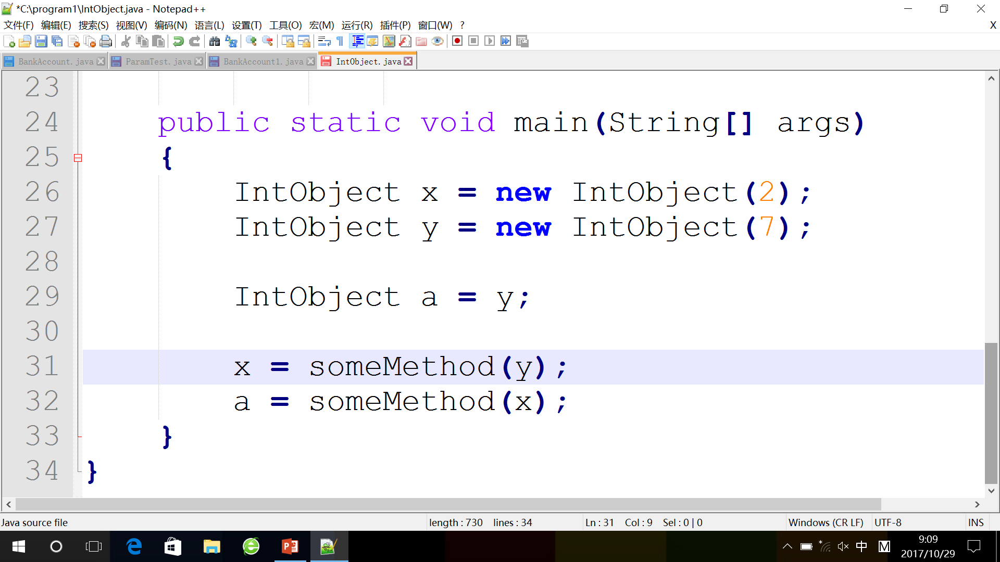 *C:\program1\IntObject.java - Notepad++
文件(F) 编辑(E) 搜索(S) 视图(V) 编码(N) 语言(L) 设置(T) 工具(O) 宏(M) 运行(R) 插件(P) 窗口(W) ?
X
BankAccount.java ParamTest.java BankAccount1.java IntObject.java
23
24 public static void main(String[] args)
25 {
26 IntObject x = new IntObject(2);
27 IntObject y = new IntObject(7);
28
29 IntObject a = y;
30
31 x = someMethod(y);
32 a = someMethod(x);
33 }
34 }
Java source file length : 730 lines : 34 Ln : 31 Col : 9 Sel : 0 | 0 Windows (CR LF) UTF-8 INS
中 M 9:09
2017/10/29